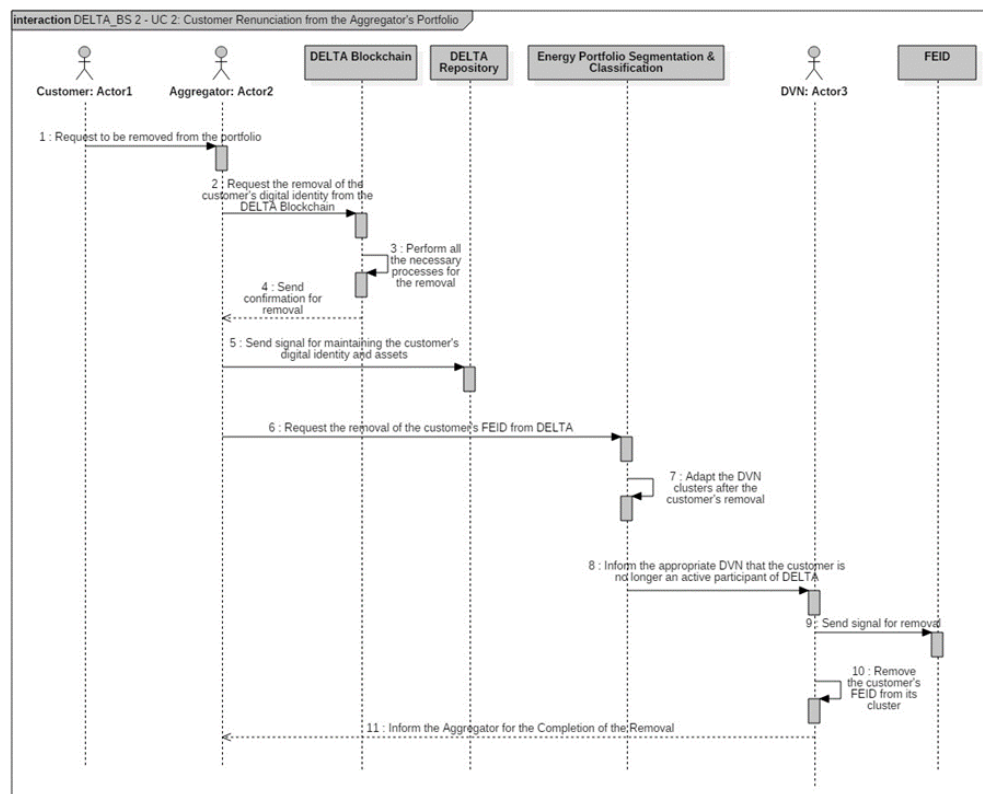 interaction DELTA_BS 2 - UC 2: Customer Renunciation from the Aggregator's Portfolio
DELTA Blockchain
DELTA
Repository
Energy Portfolio Segmentation &
Classification
FEID
Customer: Actor1
Aggregator: Actor2
DVN: Actor3
1 : Request to be removed from the portfolio
2 : Request the removal of the
customer's digital identity from the
DELTA Blockchain
3 : Perform all
the necessary
processes for
the removal
4 : Send
confirmation for
removal
5 : Send signal for maintaining the customer's
digital identity and assets
6 : Request the removal of the customer's FEID from DELTA
7 : Adapt the DVN
clusters after the
customer's removal
8 : Inform the appropriate DVN that the customer is
no longer an active participant of DELTA
9 : Send signal for removal
10 : Remove
the customer's
FEID from its
cluster
11 : Inform the Aggregator for the Completion of the Removal